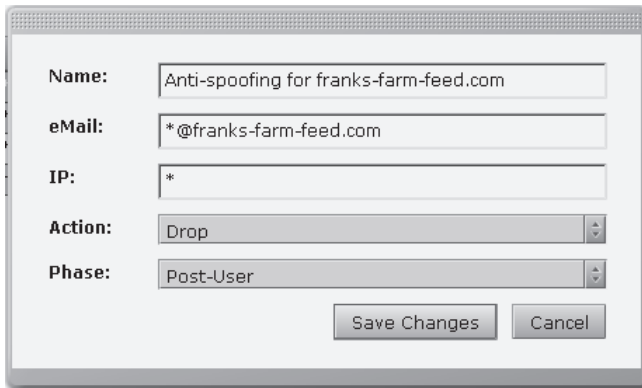 Name: Anti-spoofing for franks-farm-feed.com
eMail: *@franks-farm-feed.com
IP: *
Action: Drop
Phase: Post-User
Save Changes Cancel